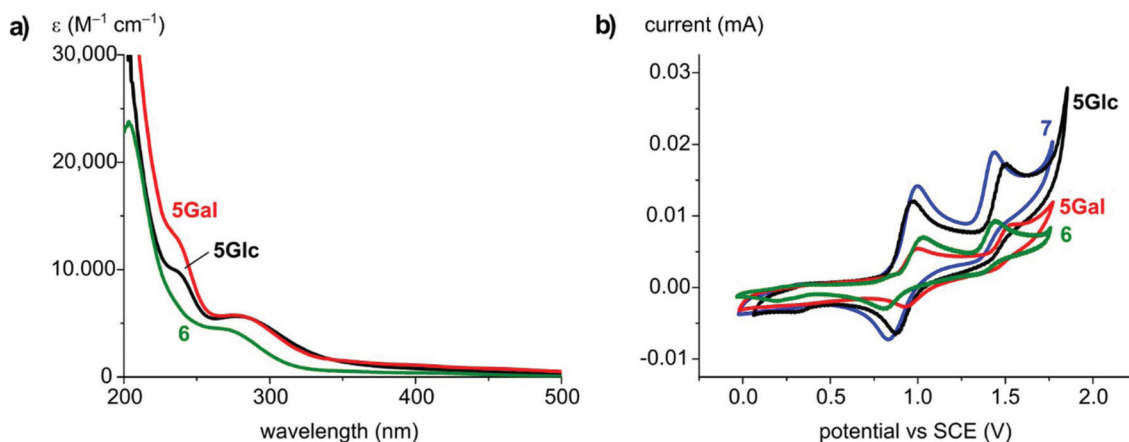 a) ε (M⁻¹ cm⁻¹)
30,000
20,000
10.000
0
5Gal
5Glc
6
200 300 400 500
wavelength (nm)
b) current (mA)
0.03
0.02
0.01
0.00
-0.01
5Glc
7
5Gal
6
0.0 0.5 1.0 1.5 2.0
potential vs SCE (V)